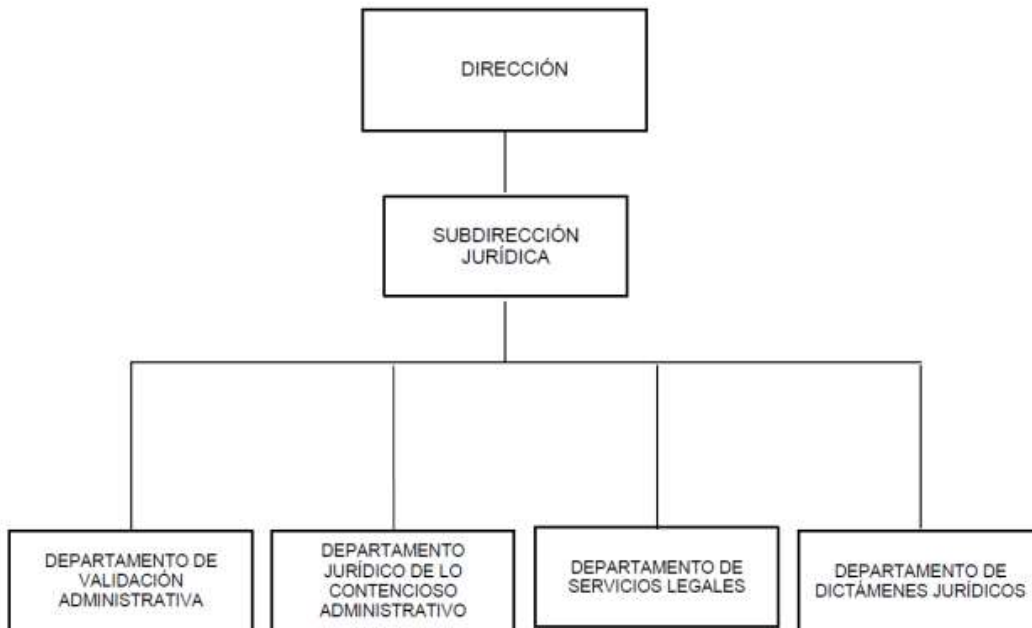 DIRECCIÓN
SUBDIRECCIÓN
JURÍDICA
DEPARTAMENTO DE
VALIDACIÓN
ADMINISTRATIVA
DEPARTAMENTO
JURÍDICO DE LO
CONTENCIOSO
ADMINISTRATIVO
DEPARTAMENTO DE
SERVICIOS LEGALES
DEPARTAMENTO DE
DICTÁMENES JURÍDICOS